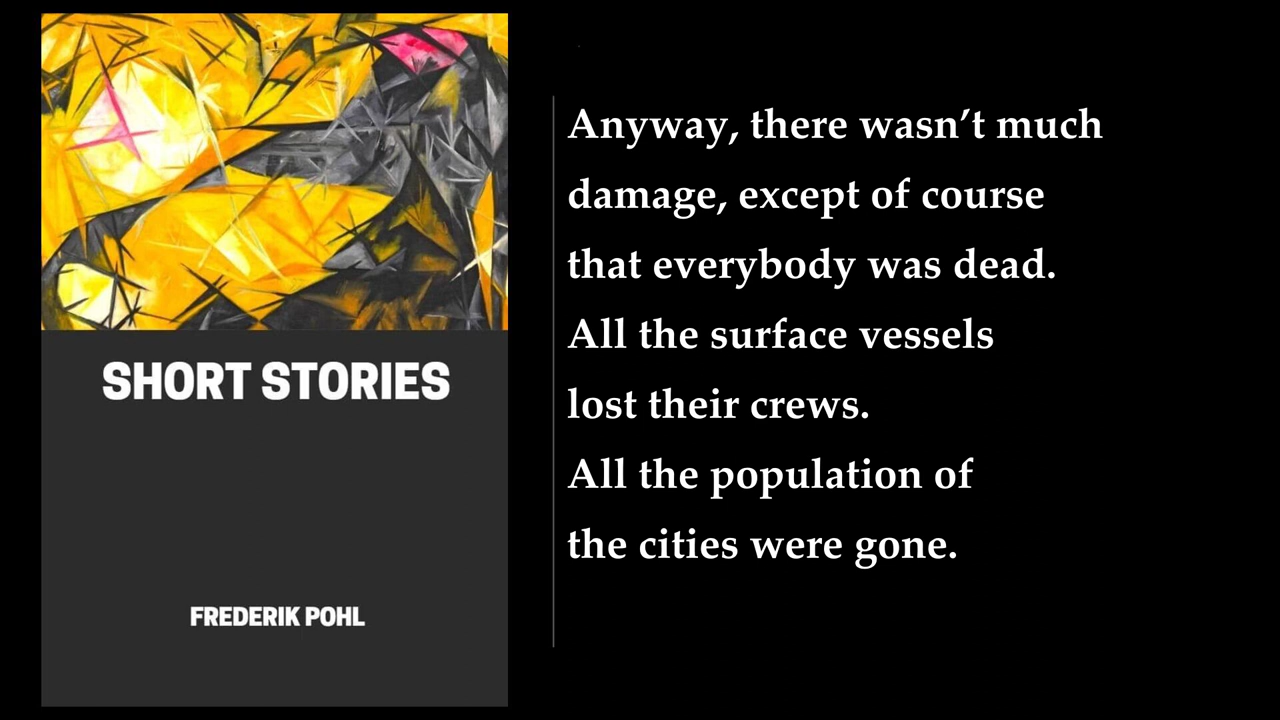 SHORT STORIES
FREDERIK POHL
Anyway, there wasn’t much
damage, except of course
that everybody was dead.
All the surface vessels
lost their crews.
All the population of
the cities were gone.